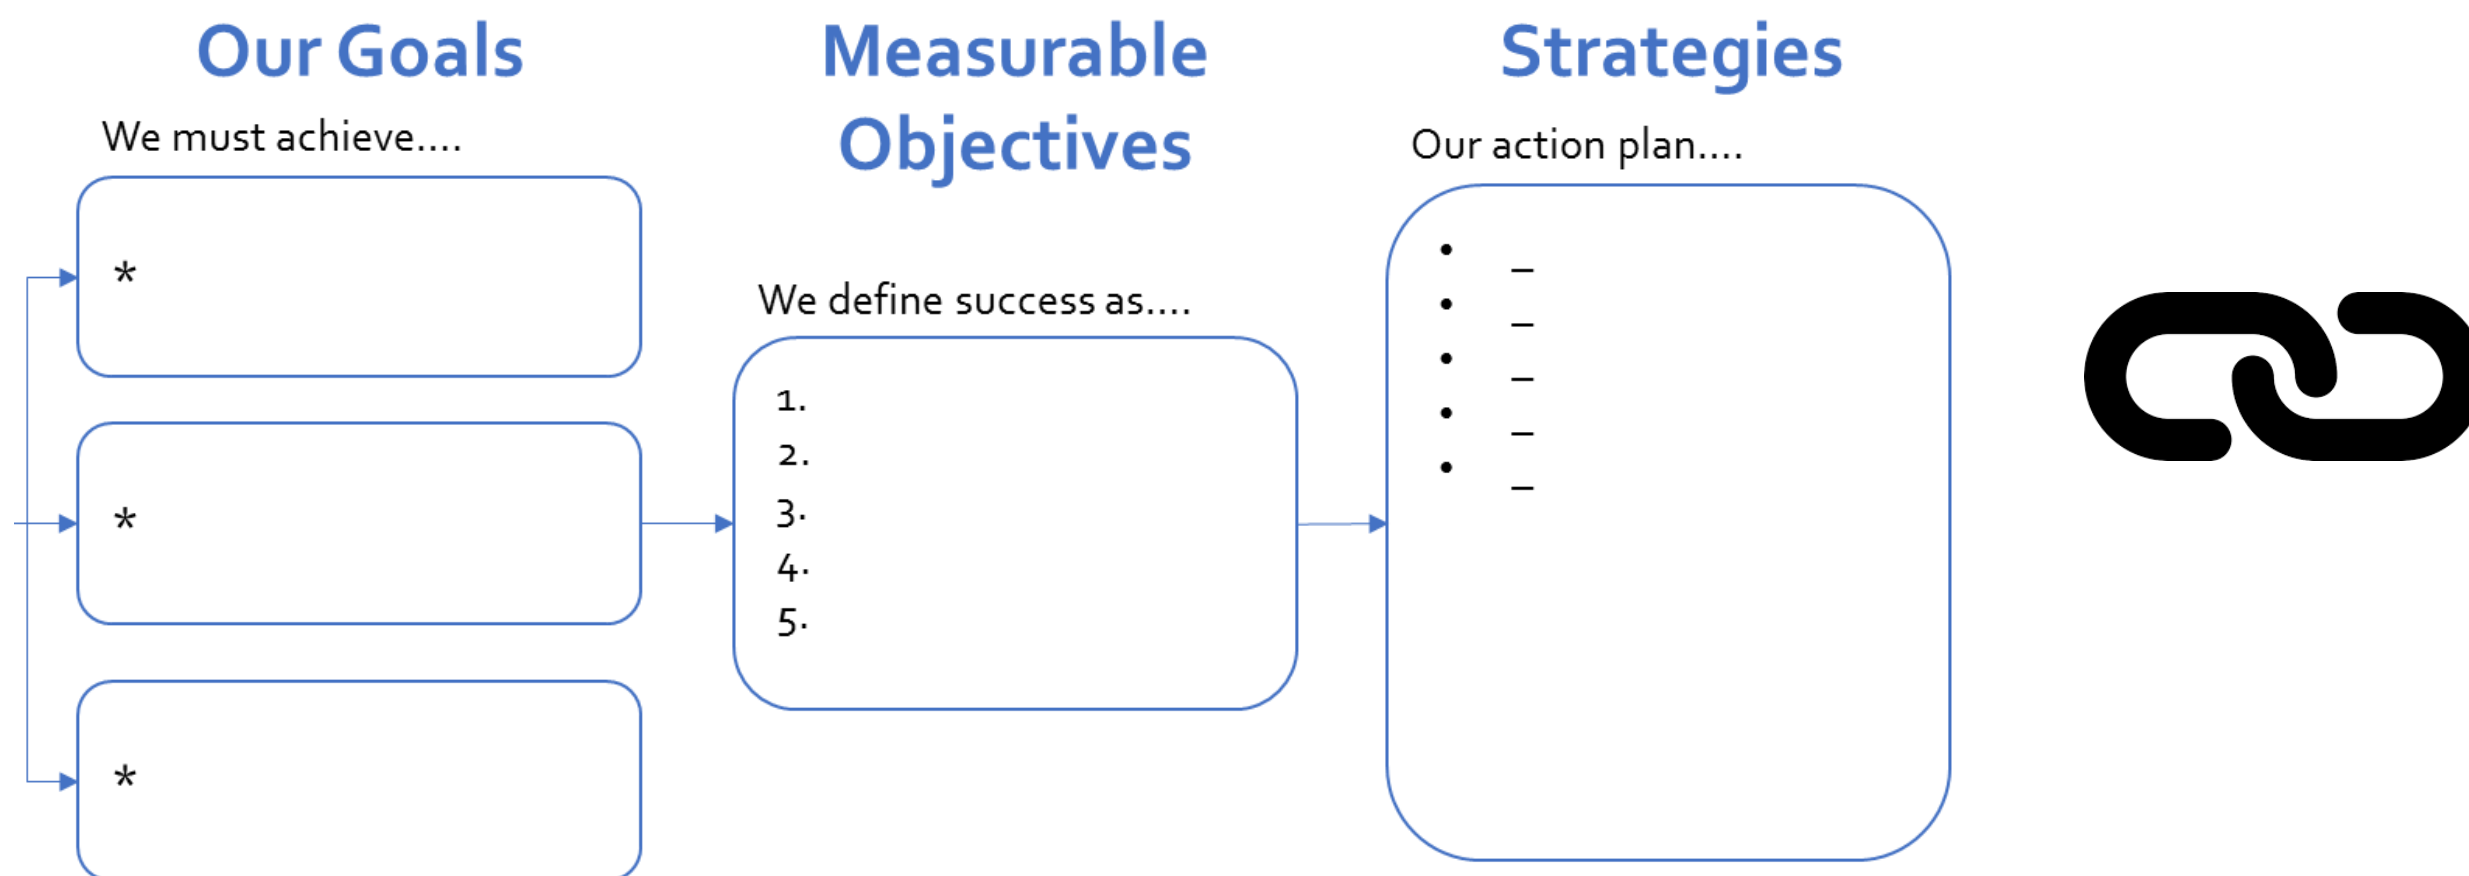 Our Goals
We must achieve....
*
*
*
Measurable
Objectives
We define success as....
1.
2.
3.
4.
5.
Strategies
Our action plan....
•
–
•
–
•
–
•
–
•
–